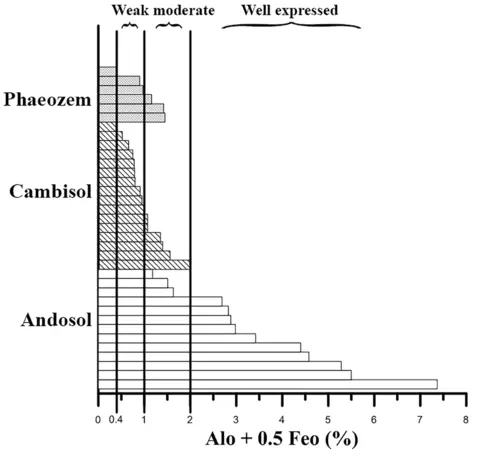 Weak moderate Well expressed
Phaeozem
Cambisol
Andosol
0 0.4 1 2 3 4 5 6 7 8
Alo + 0.5 Feo (%)